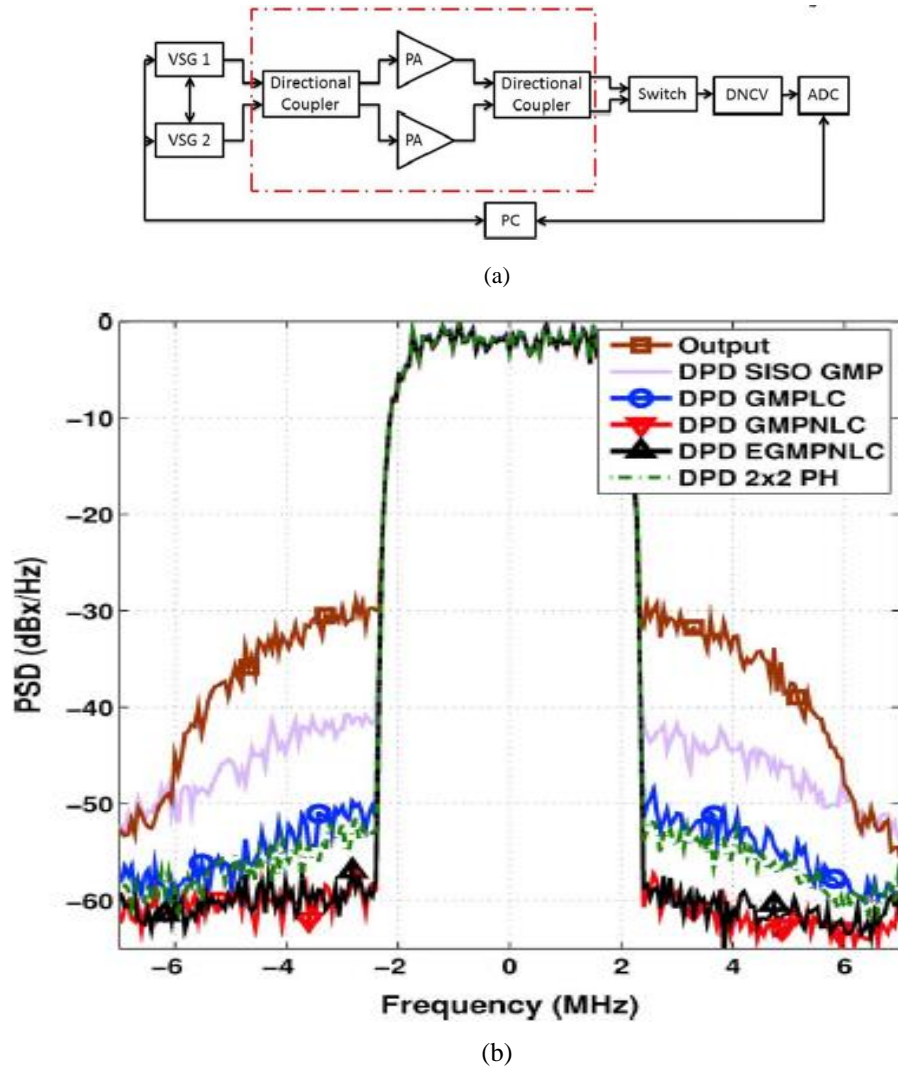 VSG 1
VSG 2
Directional
Coupler
PA
PA
Directional
Coupler
Switch
DNCV
ADC
PC
(a)
0
−10
−20
−30
−40
−50
−60
PSD (dBx/Hz)
Output
DPD SISO GMP
DPD GMPLC
DPD GMPNLC
DPD EGMPNLC
DPD 2x2 PH
−6
−4
−2
0
2
4
6
Frequency (MHz)
(b)